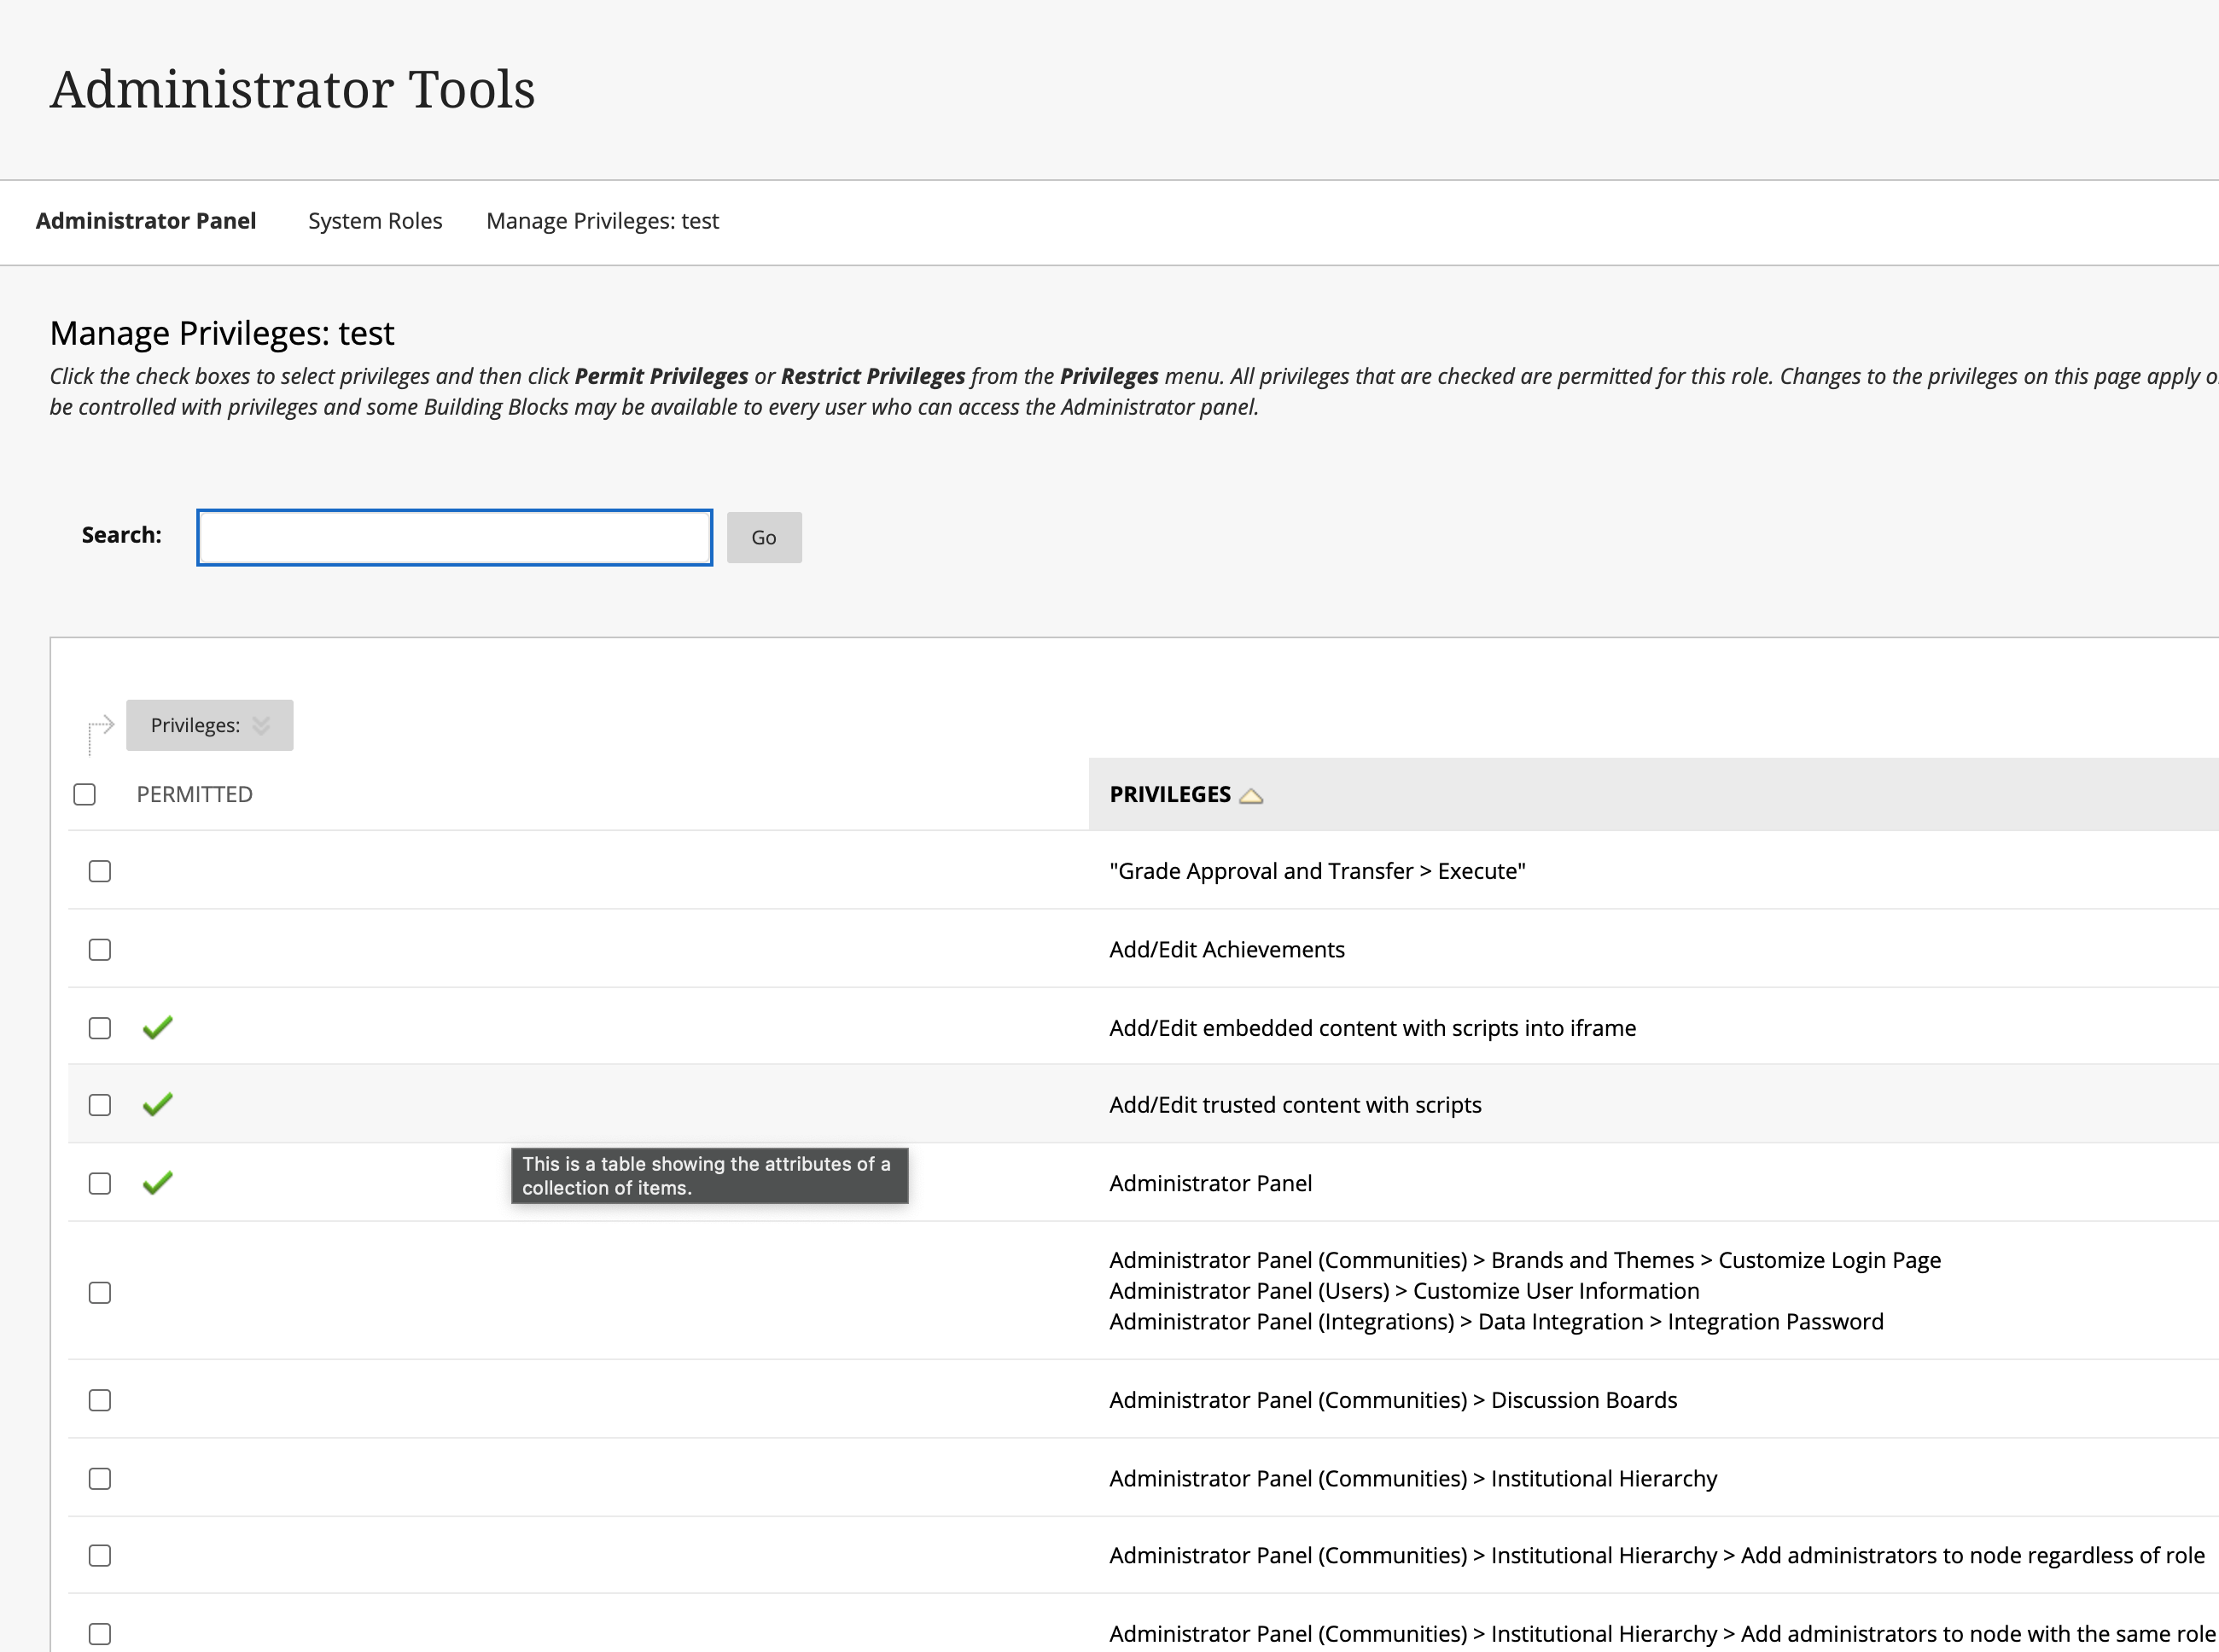 Administrator Tools
Administrator Panel System Roles Manage Privileges: test
Manage Privileges: test
Click the check boxes to select privileges and then click Permit Privileges or Restrict Privileges from the Privileges menu. All privileges that are checked are permitted for this role. Changes to the privileges on this page apply
be controlled with privileges and some Building Blocks may be available to every user who can access the Administrator panel.
Search: Go
Privileges:
PERMITTED PRIVILEGES
"Grade Approval and Transfer > Execute"
Add/Edit Achievements
Add/Edit embedded content with scripts into iframe
Add/Edit trusted content with scripts
This is a table showing the attributes of a
collection of items.
Administrator Panel
Administrator Panel (Communities) > Brands and Themes > Customize Login Page
Administrator Panel (Users) > Customize User Information
Administrator Panel (Integrations) > Data Integration > Integration Password
Administrator Panel (Communities) > Discussion Boards
Administrator Panel (Communities) > Institutional Hierarchy
Administrator Panel (Communities) > Institutional Hierarchy > Add administrators to node regardless of role
Administrator Panel (Communities) > Institutional Hierarchy > Add administrators to node with the same role